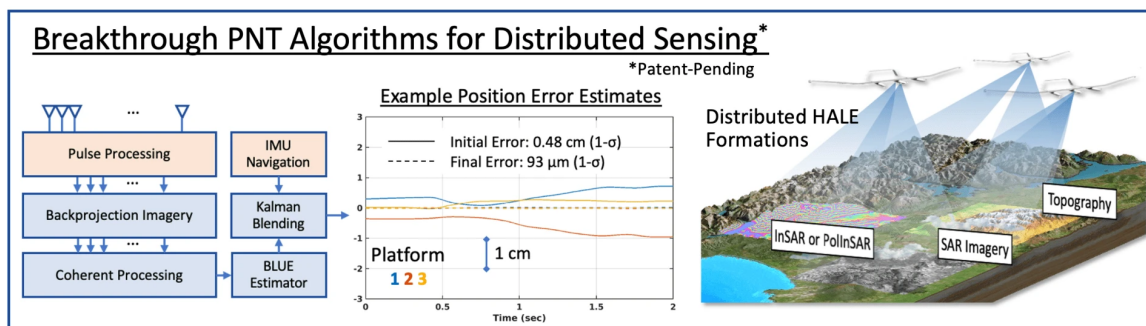 Breakthrough PNT Algorithms for Distributed Sensing*
*Patent-Pending
...
Pulse Processing
...
Backprojection Imagery
...
Coherent Processing
IMU
Navigation
Kalman
Blending
BLUE
Estimator
Example Position Error Estimates
3
2
1
0
-1
-2
-3
Initial Error: 0.48 cm (1-σ)
Final Error: 93 μm (1-σ)
Platform
1 2 3
1 cm
0
0.5
1
1.5
2
Time (sec)
Distributed HALE
Formations
InSAR or PolInSAR
SAR Imagery
Topography